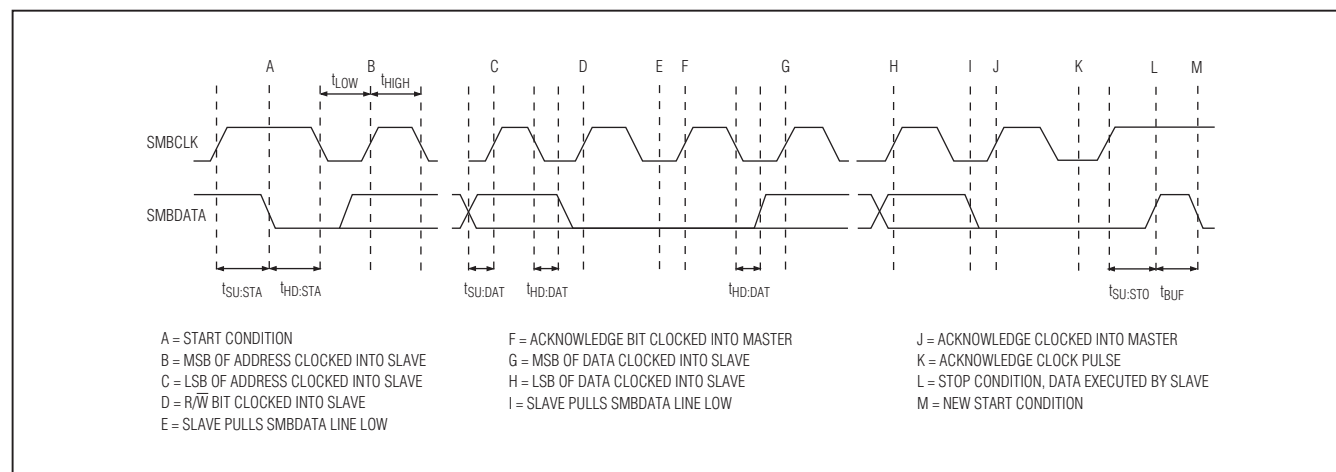 A tLOW B tHIGH C D E F G H I J K L M
SMBCLK
SMBDATA
tSU:STA tHD:STA tSU:DAT tHD:DAT tHD:DAT tSU:STO tBUF
A = START CONDITION
B = MSB OF ADDRESS CLOCKED INTO SLAVE
C = LSB OF ADDRESS CLOCKED INTO SLAVE
D = R/W̅ BIT CLOCKED INTO SLAVE
E = SLAVE PULLS SMBDATA LINE LOW
F = ACKNOWLEDGE BIT CLOCKED INTO MASTER
G = MSB OF DATA CLOCKED INTO SLAVE
H = LSB OF DATA CLOCKED INTO SLAVE
I = SLAVE PULLS SMBDATA LINE LOW
J = ACKNOWLEDGE CLOCKED INTO MASTER
K = ACKNOWLEDGE CLOCK PULSE
L = STOP CONDITION, DATA EXECUTED BY SLAVE
M = NEW START CONDITION